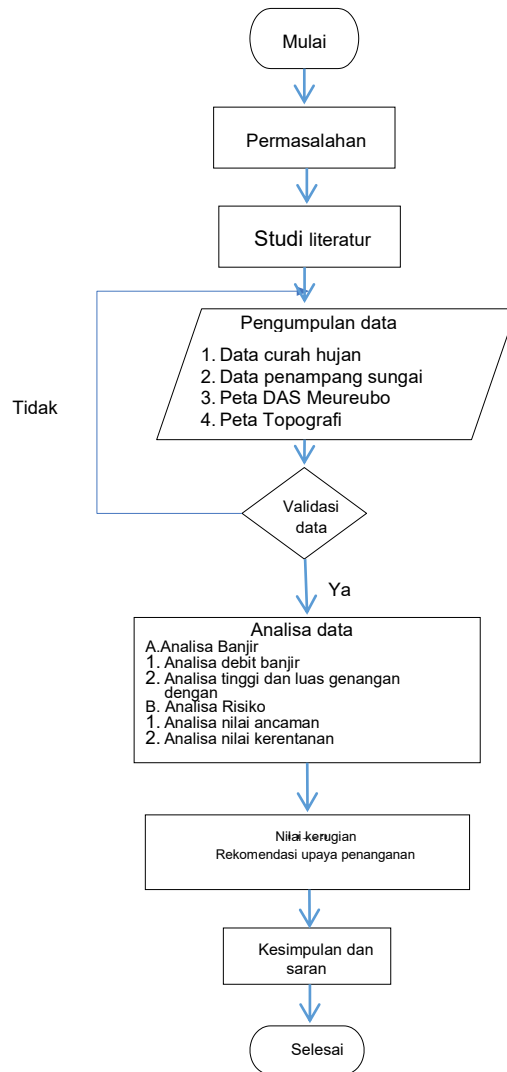 Mulai
Permasalahan
Studi literatur
Pengumpulan data
1. Data curah hujan
2. Data penampang sungai
3. Peta DAS Meureubo
4. Peta Topografi
Tidak
Validasi
data
Ya
Analisa data
A.Analisa Banjir
1. Analisa debit banjir
2. Analisa tinggi dan luas genangan
dengan
B. Analisa Risiko
1. Analisa nilai ancaman
2. Analisa nilai kerentanan
Nilai kerugian
Rekomendasi upaya penanganan
Kesimpulan dan
saran
Selesai